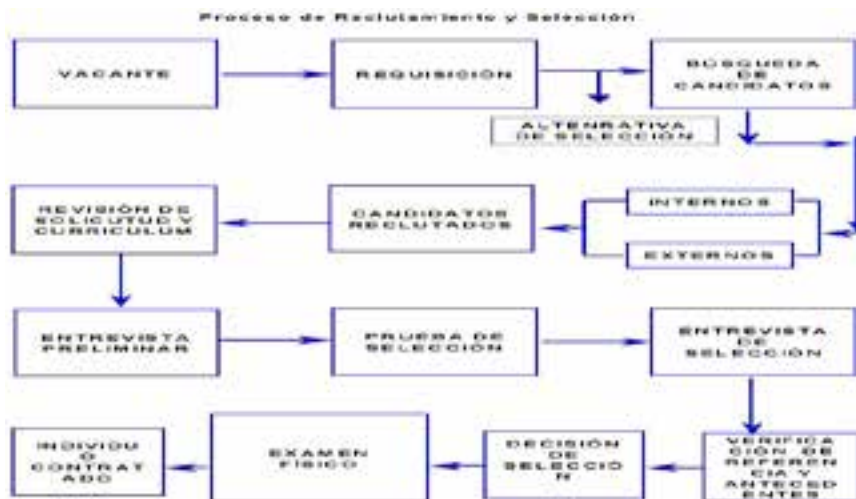 Proceso de Reclutamiento y Selección
VACANTE
REQUISICIÓN
BÚSQUEDA
DE
CANDIDATOS
ALTENRATIVA
DE SELECCIÓN
INTERNOS
EXTERNOS
CANDIDATOS
RECLUTADOS
REVISIÓN DE
SOLICUTUD Y
CURRICULUM
ENTREVISTA
PRELIMINAR
PRUEBA DE
SELECCIÓN
ENTREVISTA
DE
SELECCIÓN
VERIFICA
CIÓN DE
REFEREN
CIA Y
ANTECED
ENTES
DECISIÓN DE
SELECCIÓ
N
EXAMEN
FÍSICO
INDIVIDU
O
CONTRAT
ADO